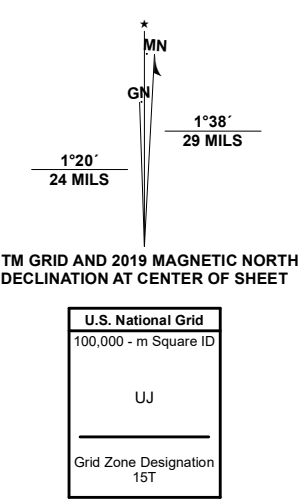 MN
GN
1°38´
29 MILS
1°20´
24 MILS
TM GRID AND 2019 MAGNETIC NORTH
DECLINATION AT CENTER OF SHEET
U.S. National Grid
100,000 - m Square ID
UJ
Grid Zone Designation
15T